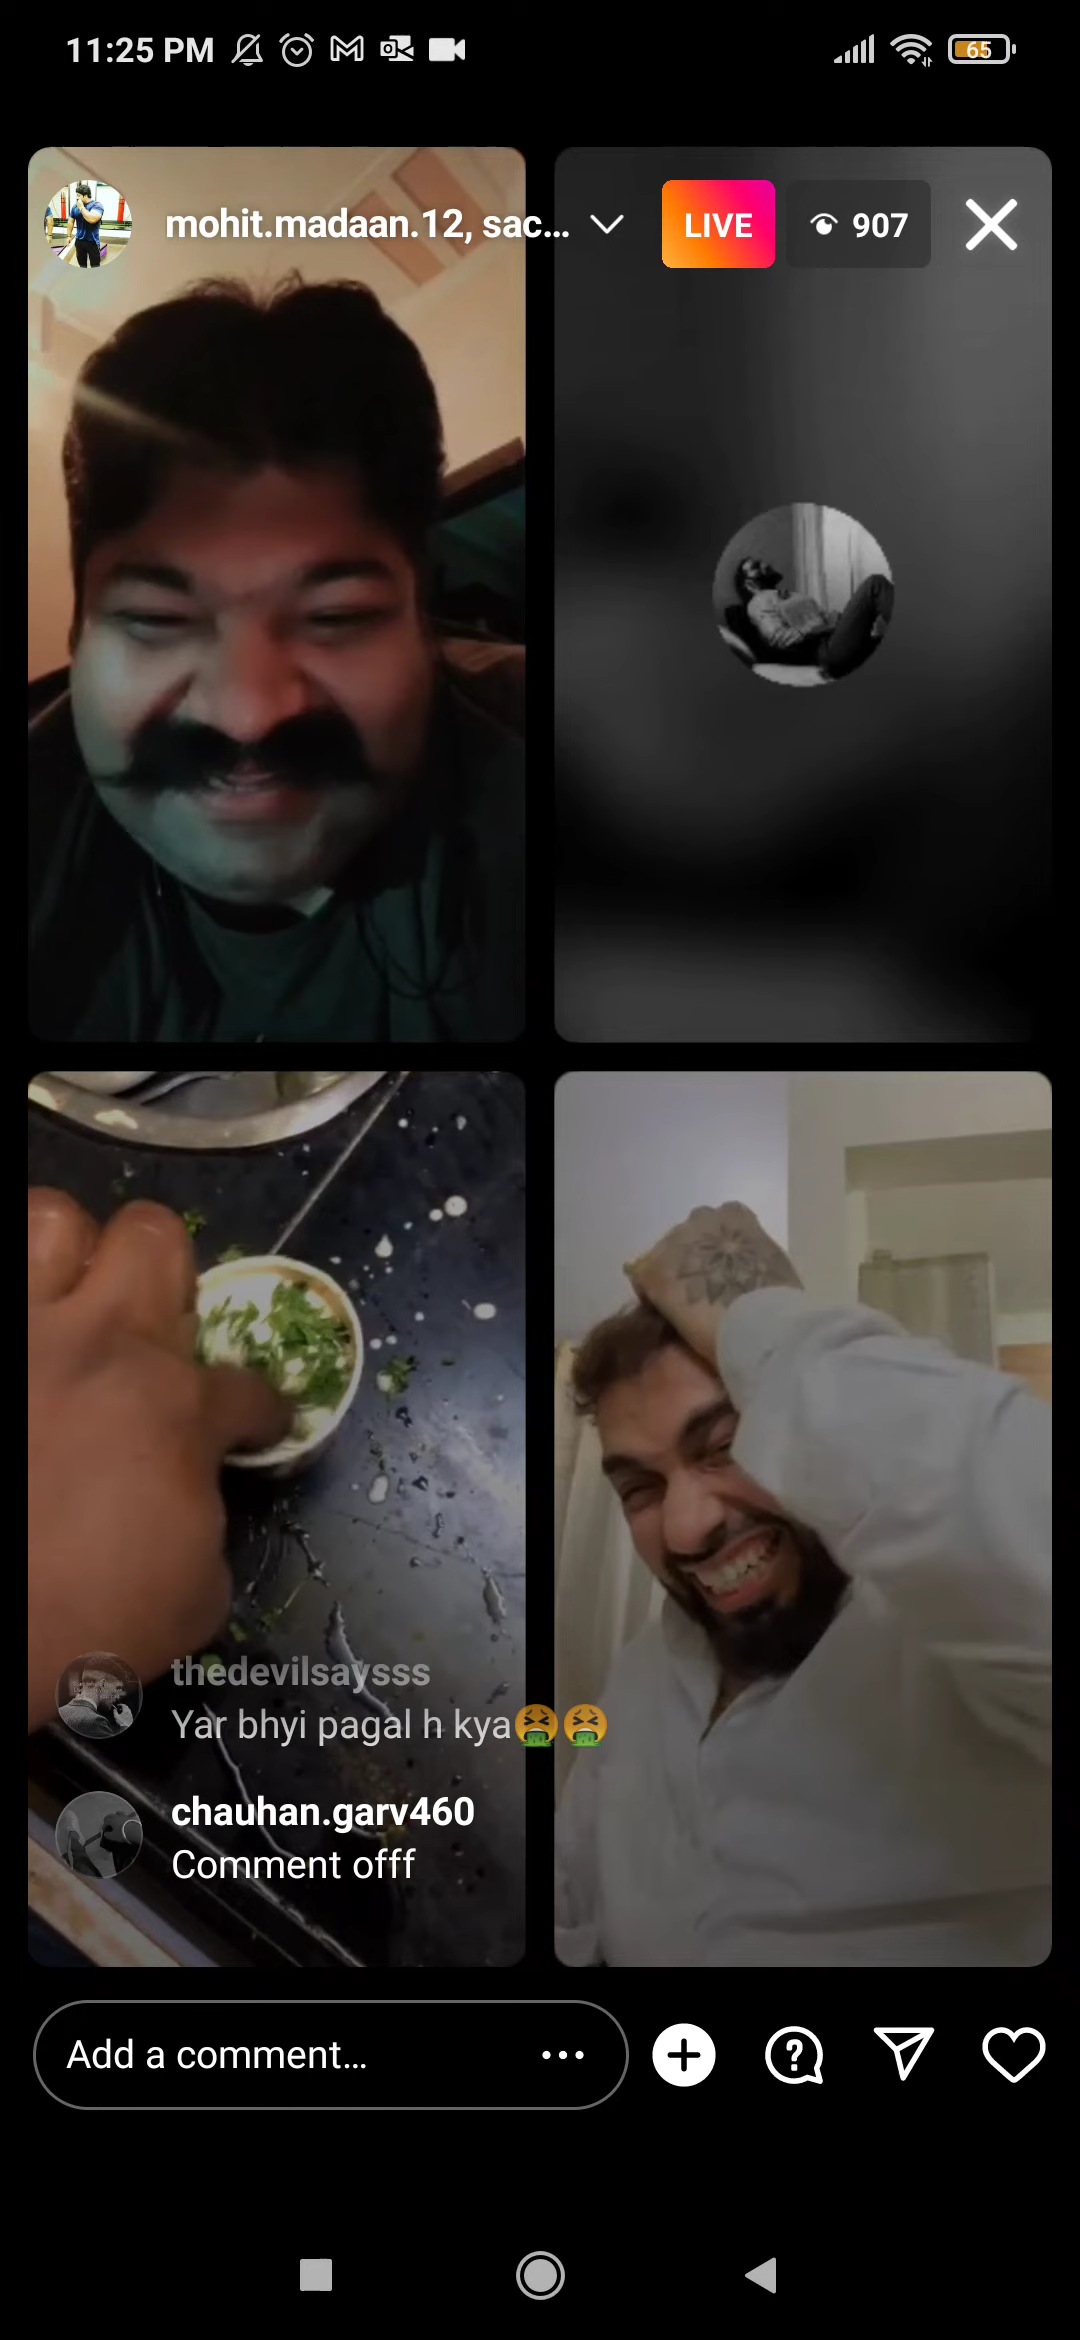 11:25 PM
65
mohit.madaan.12, sac...
LIVE
907
thedevilsaysss
Yar bhyi pagal h kya🤮🤮
chauhan.garv460
Comment offf
Add a comment...